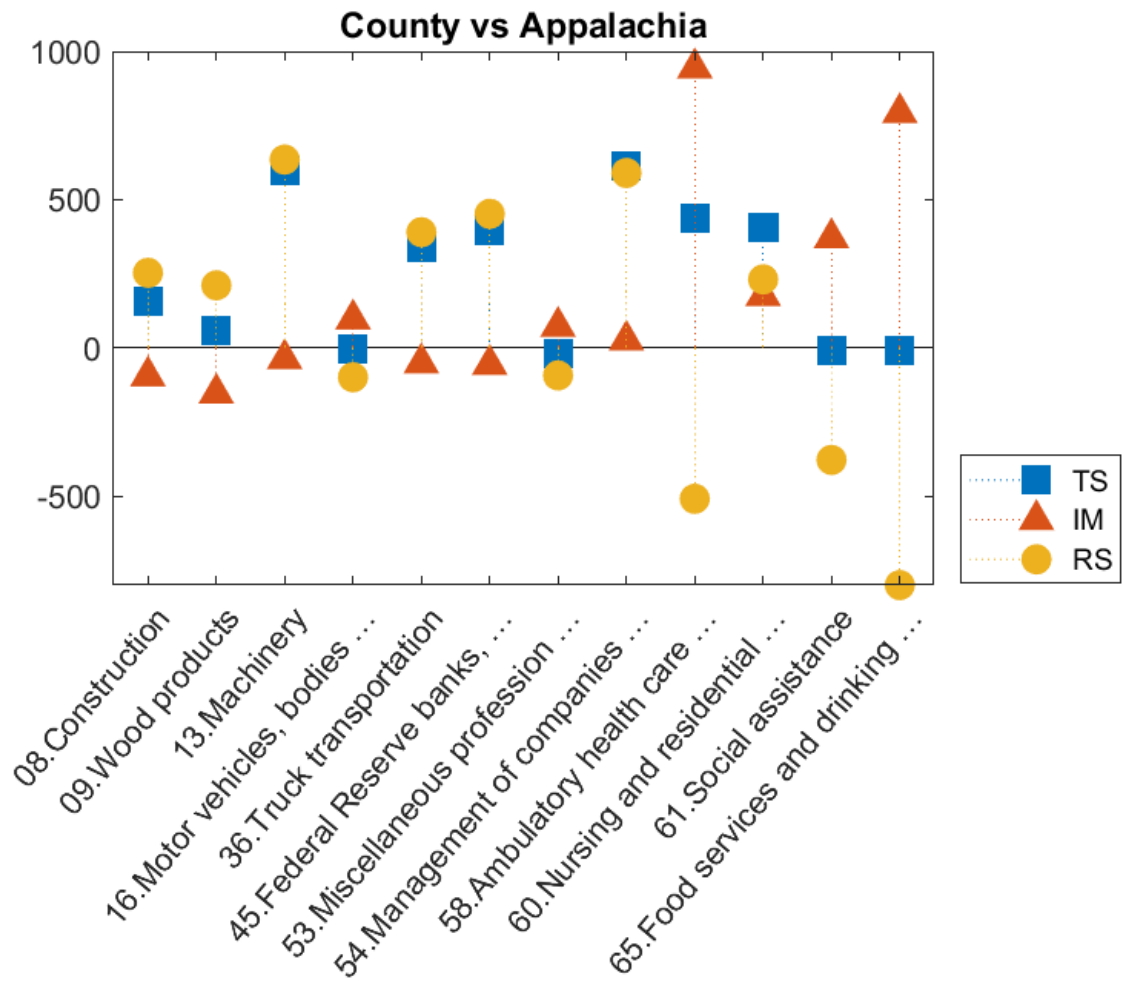 County vs Appalachia
1000
500
0
-500
08.Construction
09.Wood products
13.Machinery
16.Motor vehicles, bodies ...
36.Truck transportation
45.Federal Reserve banks, ...
53.Miscellaneous profession ...
54.Management of companies ...
58.Ambulatory health care ...
60.Nursing and residential ...
61.Social assistance
65.Food services and drinking ...
TS
IM
RS